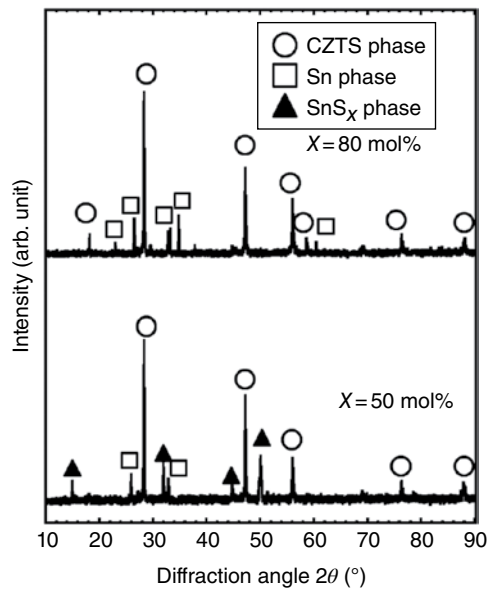 CZTS phase
Sn phase
SnSx phase
X = 80 mol%
X = 50 mol%
Intensity (arb. unit)
10 20 30 40 50 60 70 80 90
Diffraction angle 2θ (°)